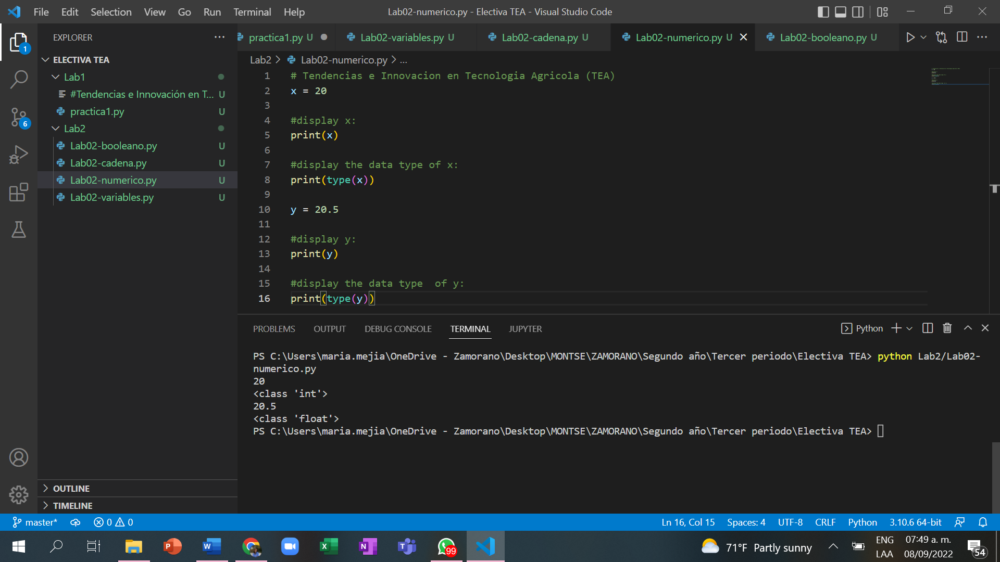 File Edit Selection View Go Run Terminal Help
Lab02-numerico.py - Electiva TEA - Visual Studio Code
EXPLORER
1
6
ELECTIVA TEA
Lab1
#Tendencias e Innovación en T... U
practica1.py U
Lab2
Lab02-booleano.py U
Lab02-cadena.py U
Lab02-numerico.py U
Lab02-variables.py U
OUTLINE
TIMELINE
practica1.py U Lab02-variables.py U Lab02-cadena.py U Lab02-numerico.py U Lab02-booleano.py U
Lab2 > Lab02-numerico.py > ...
1 # Tendencias e Innovacion en Tecnologia Agricola (TEA)
2 x = 20
3
4 #display x:
5 print(x)
6
7 #display the data type of x:
8 print(type(x))
9
10 y = 20.5
11
12 #display y:
13 print(y)
14
15 #display the data type  of y:
16 print(type(y))
PROBLEMS OUTPUT DEBUG CONSOLE TERMINAL JUPYTER
Python
PS C:\Users\maria.mejia\OneDrive - Zamorano\Desktop\MONTSE\ZAMORANO\Segundo año\Tercer periodo\Electiva TEA> python Lab2/Lab02-
numerico.py
20
<class 'int'>
20.5
<class 'float'>
PS C:\Users\maria.mejia\OneDrive - Zamorano\Desktop\MONTSE\ZAMORANO\Segundo año\Tercer periodo\Electiva TEA>
master* 0 0 Ln 16, Col 15 Spaces: 4 UTF-8 CRLF Python 3.10.6 64-bit
99
71°F Partly sunny
ENG
LAA
07:49 a. m.
08/09/2022
54